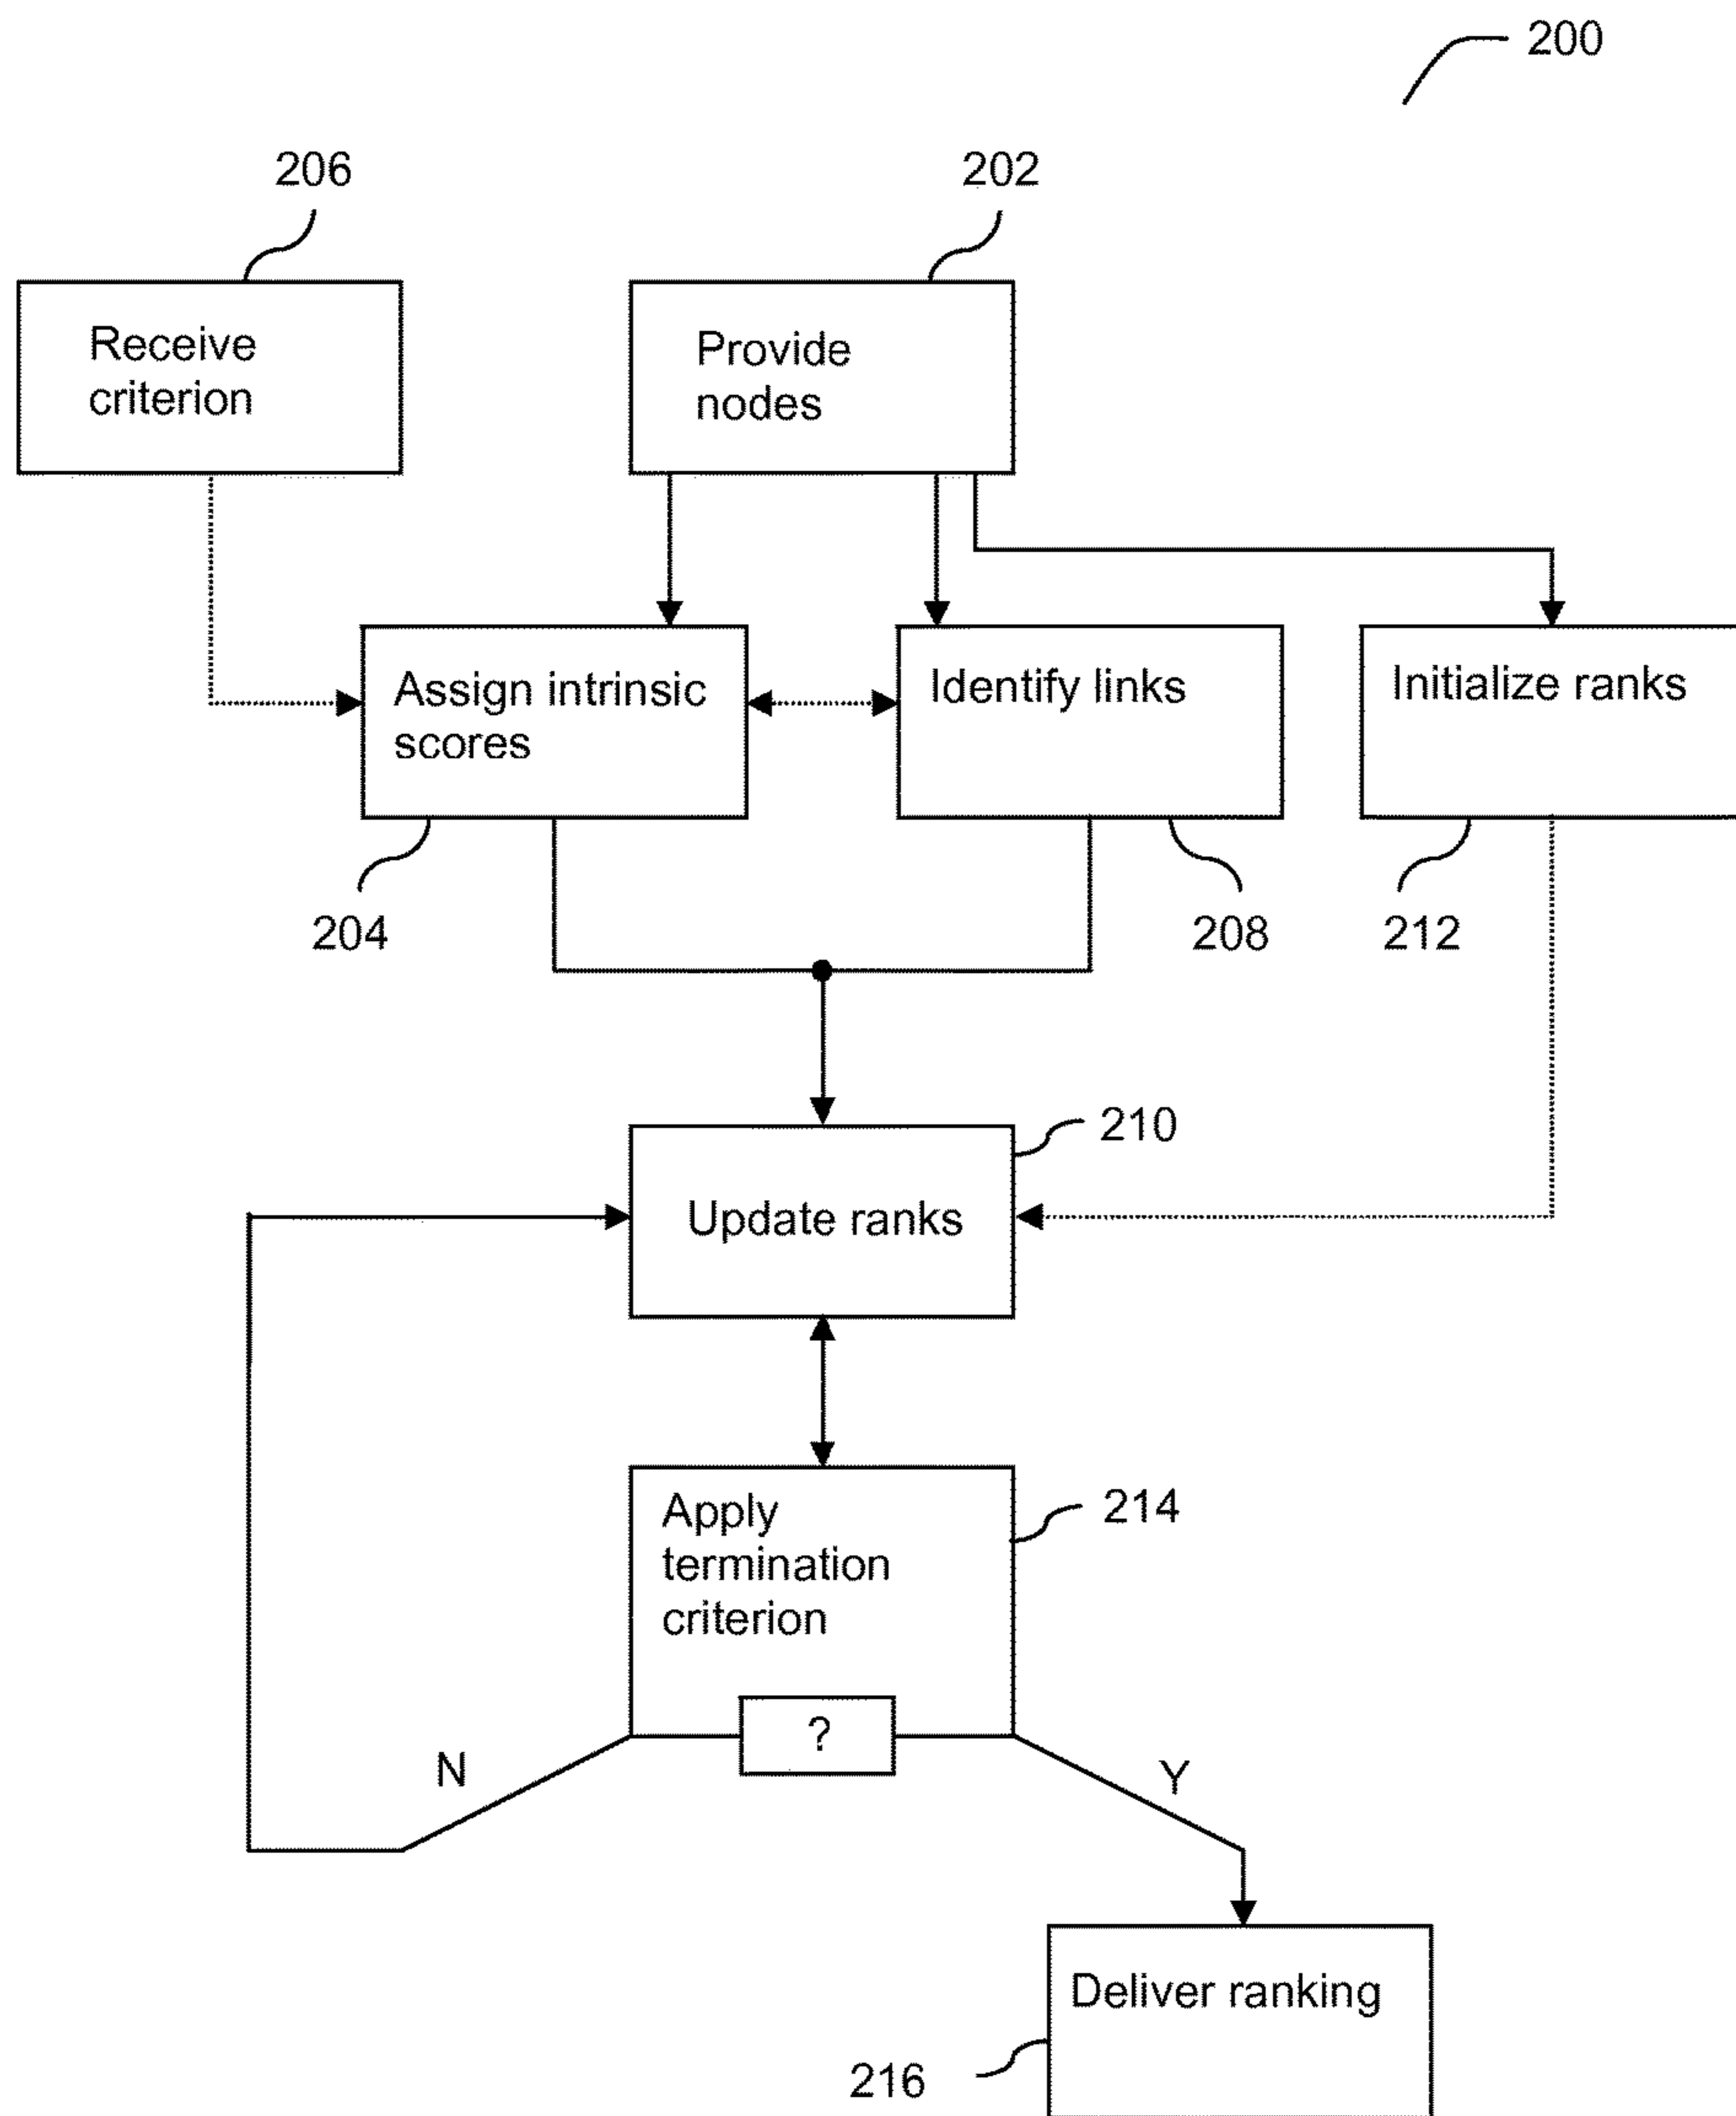 200
206
202
Receive
criterion
Provide
nodes
Assign intrinsic
scores
Identify links
Initialize ranks
204
208
212
210
Update ranks
214
Apply
termination
criterion
?
N
Y
Deliver ranking
216